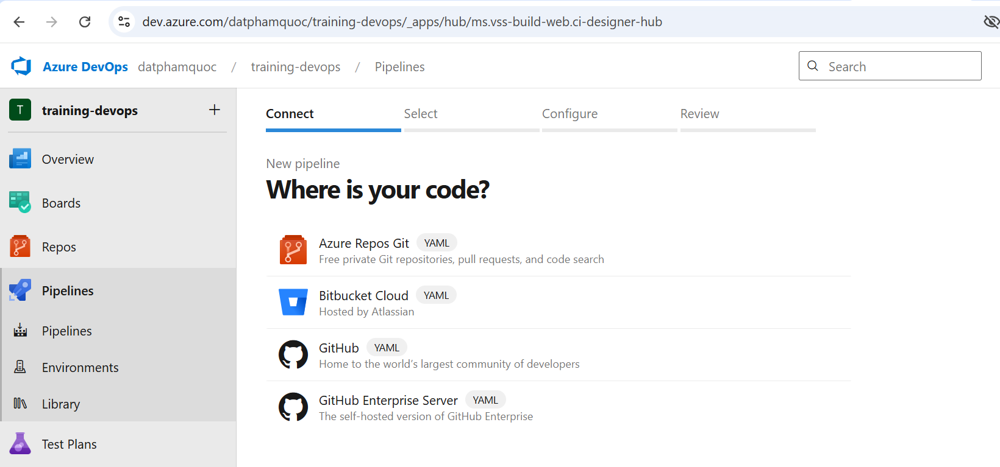 dev.azure.com/datphamquoc/training-devops/_apps/hub/ms.vss-build-web.ci-designer-hub
Azure DevOps datphamquoc / training-devops / Pipelines
Search
T training-devops +
Overview
Boards
Repos
Pipelines
Pipelines
Environments
Library
Test Plans
Connect Select Configure Review
New pipeline
Where is your code?
Azure Repos Git YAML
Free private Git repositories, pull requests, and code search
Bitbucket Cloud YAML
Hosted by Atlassian
GitHub YAML
Home to the world’s largest community of developers
GitHub Enterprise Server YAML
The self-hosted version of GitHub Enterprise